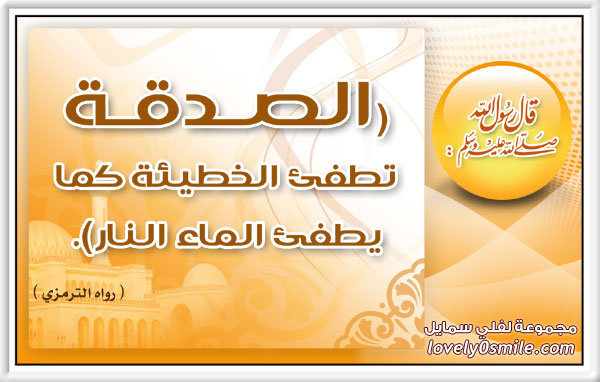 قال رسول الله
صلى الله عليه وسلم :
(الصدقة
تطفئ الخطيئة كما
يطفئ الماء النار).
( رواه الترمزي )
مجموعة لفلي سمايل
lovely0smile.com